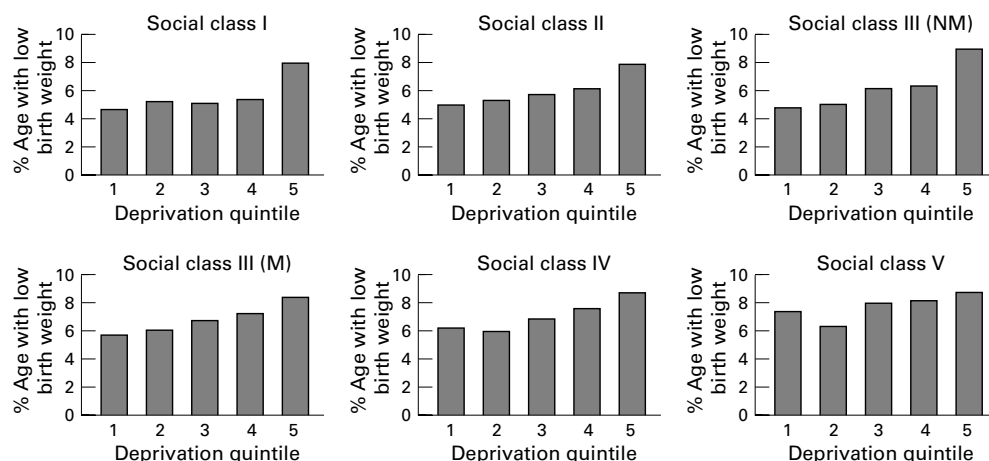 Social class I
% Age with low
birth weight
10
8
6
4
2
0
1 2 3 4 5
Deprivation quintile
Social class II
% Age with low
birth weight
10
8
6
4
2
0
1 2 3 4 5
Deprivation quintile
Social class III (NM)
% Age with low
birth weight
10
8
6
4
2
0
1 2 3 4 5
Deprivation quintile
Social class III (M)
% Age with low
birth weight
10
8
6
4
2
0
1 2 3 4 5
Deprivation quintile
Social class IV
% Age with low
birth weight
10
8
6
4
2
0
1 2 3 4 5
Deprivation quintile
Social class V
% Age with low
birth weight
10
8
6
4
2
0
1 2 3 4 5
Deprivation quintile